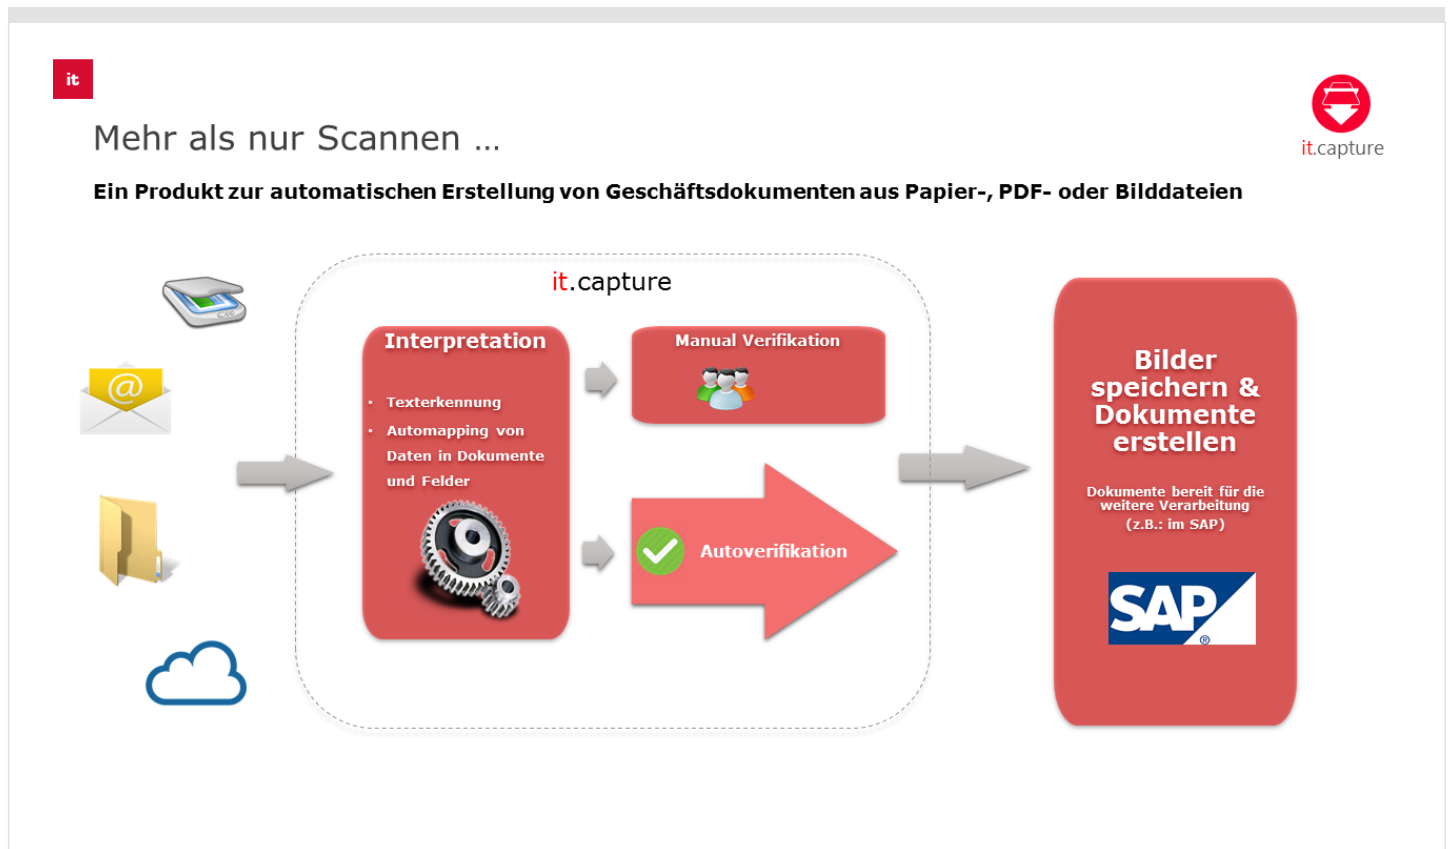 it
Mehr als nur Scannen ...
it.capture
Ein Produkt zur automatischen Erstellung von Geschäftsdokumenten aus Papier-, PDF- oder Bilddateien
it.capture
@
Interpretation
• Texterkennung
• Automapping von
Daten in Dokumente
und Felder
Manual Verifikation
Autoverifikation
Bilder
speichern &
Dokumente
erstellen
Dokumente bereit für die
weitere Verarbeitung
(z.B.: im SAP)
SAP®